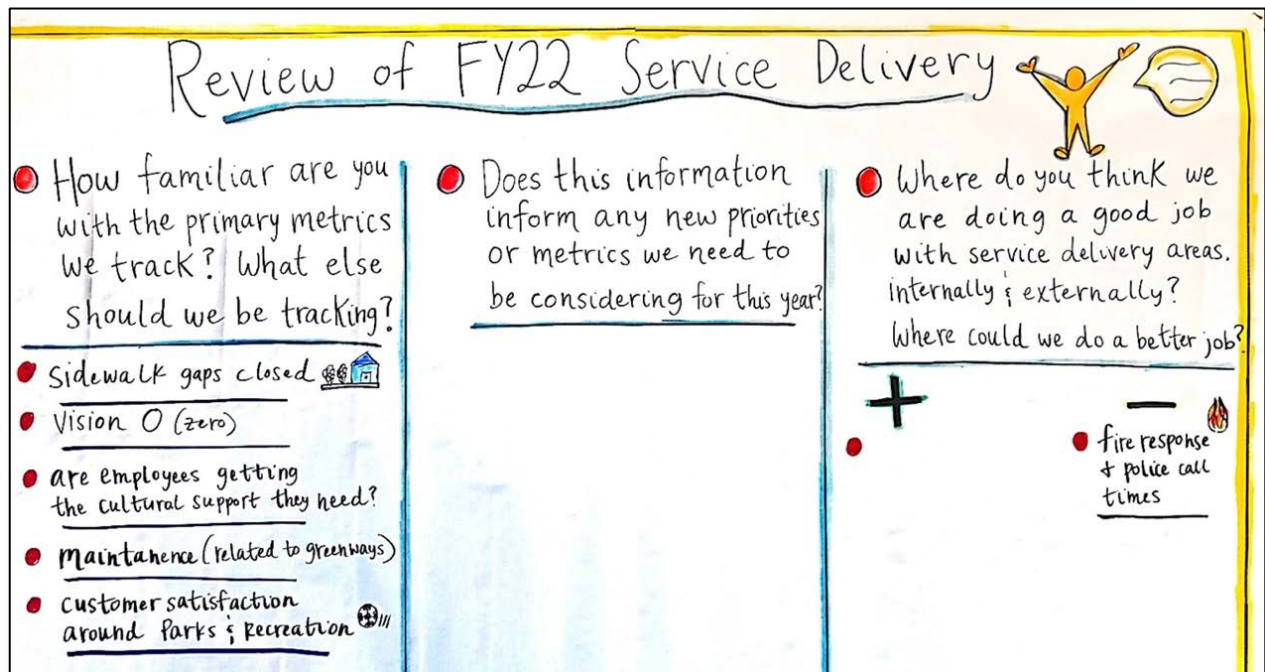 Review of FY22 Service Delivery
How familiar are you
with the primary metrics
we track? What else
should we be tracking?
Sidewalk gaps closed
Vision 0 (zero)
are employees getting
the cultural support they need?
maintanence (related to greenways)
customer satisfaction
around Parks & Recreation
Does this information
inform any new priorities
or metrics we need to
be considering for this year?
Where do you think we
are doing a good job
with service delivery areas.
internally & externally?
Where could we do a better job?
+
−
fire response
+ police call
times